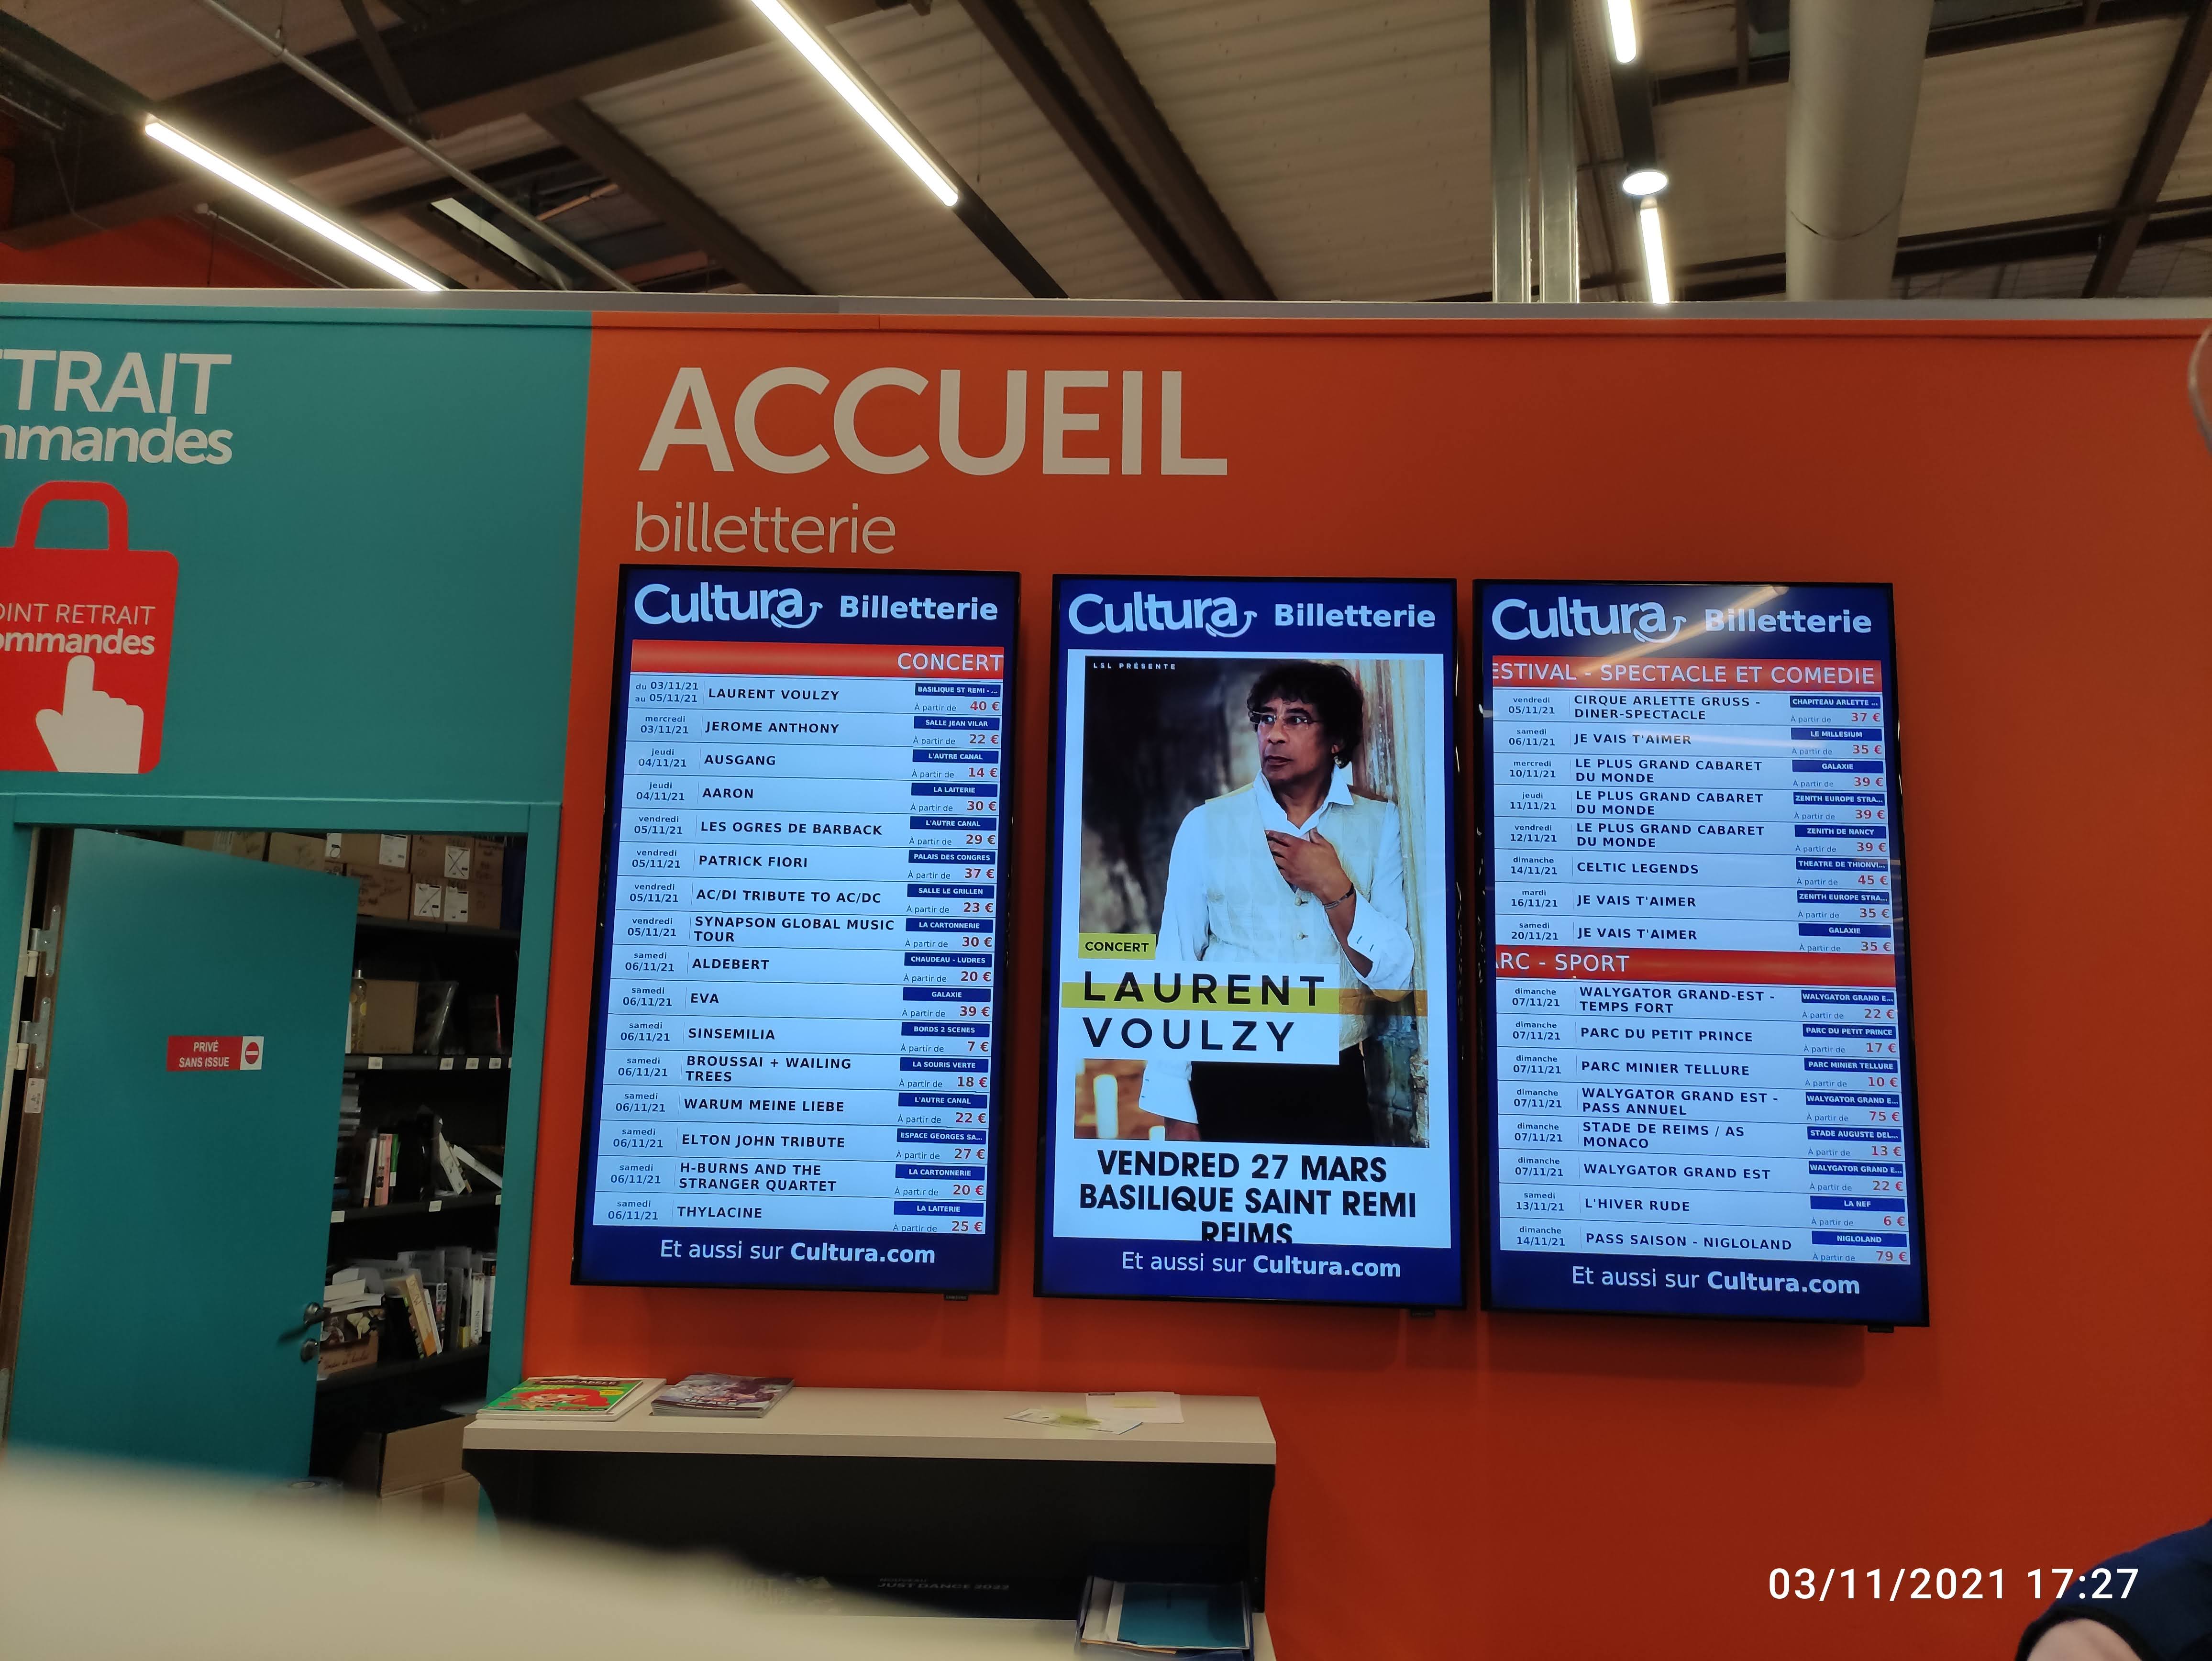 TRAIT
mmandes
OINT RETRAIT
ommandes
PRIVÉ
SANS ISSUE
ACCUEIL
billetterie
Cultura Billetterie
CONCERT
du 03/11/21
au 05/11/21
LAURENT VOULZY
BASILIQUE ST REMI - ...
À partir de 40 €
mercredi
03/11/21
JEROME ANTHONY
SALLE JEAN VILAR
À partir de 22 €
jeudi
04/11/21
AUSGANG
L'AUTRE CANAL
À partir de 14 €
jeudi
04/11/21
AARON
LA LAITERIE
À partir de 30 €
vendredi
05/11/21
LES OGRES DE BARBACK
L'AUTRE CANAL
À partir de 29 €
vendredi
05/11/21
PATRICK FIORI
PALAIS DES CONGRES
À partir de 37 €
vendredi
05/11/21
AC/DI TRIBUTE TO AC/DC
SALLE LE GRILLEN
À partir de 23 €
vendredi
05/11/21
SYNAPSON GLOBAL MUSIC
TOUR
LA CARTONNERIE
À partir de 30 €
samedi
06/11/21
ALDEBERT
CHAUDEAU - LUDRES
À partir de 20 €
samedi
06/11/21
EVA
GALAXIE
À partir de 39 €
samedi
06/11/21
SINSEMILIA
BORDS 2 SCENES
À partir de 7 €
samedi
06/11/21
BROUSSAI + WAILING
TREES
LA SOURIS VERTE
À partir de 18 €
samedi
06/11/21
WARUM MEINE LIEBE
L'AUTRE CANAL
À partir de 22 €
samedi
06/11/21
ELTON JOHN TRIBUTE
ESPACE GEORGES SA...
À partir de 27 €
samedi
06/11/21
H-BURNS AND THE
STRANGER QUARTET
LA CARTONNERIE
À partir de 20 €
samedi
06/11/21
THYLACINE
LA LAITERIE
À partir de 25 €
Et aussi sur Cultura.com
Cultura Billetterie
LSL PRÉSENTE
CONCERT
LAURENT
VOULZY
VENDRED 27 MARS
BASILIQUE SAINT REMI
REIMS
Et aussi sur Cultura.com
Cultura Billetterie
ESTIVAL - SPECTACLE ET COMEDIE
vendredi
05/11/21
CIRQUE ARLETTE GRUSS -
DINER-SPECTACLE
CHAPITEAU ARLETTE ...
À partir de 37 €
samedi
06/11/21
JE VAIS T'AIMER
LE MILLESIUM
À partir de 35 €
mercredi
10/11/21
LE PLUS GRAND CABARET
DU MONDE
GALAXIE
À partir de 39 €
jeudi
11/11/21
LE PLUS GRAND CABARET
DU MONDE
ZENITH EUROPE STRA...
À partir de 39 €
vendredi
12/11/21
LE PLUS GRAND CABARET
DU MONDE
ZENITH DE NANCY
À partir de 39 €
dimanche
14/11/21
CELTIC LEGENDS
THEATRE DE THIONVI...
À partir de 45 €
mardi
16/11/21
JE VAIS T'AIMER
ZENITH EUROPE STRA...
À partir de 35 €
samedi
20/11/21
JE VAIS T'AIMER
GALAXIE
À partir de 35 €
ARC - SPORT
dimanche
07/11/21
WALYGATOR GRAND-EST -
TEMPS FORT
WALYGATOR GRAND E...
À partir de 22 €
dimanche
07/11/21
PARC DU PETIT PRINCE
PARC DU PETIT PRINCE
À partir de 17 €
dimanche
07/11/21
PARC MINIER TELLURE
PARC MINIER TELLURE
À partir de 10 €
dimanche
07/11/21
WALYGATOR GRAND EST -
PASS ANNUEL
WALYGATOR GRAND E...
À partir de 75 €
dimanche
07/11/21
STADE DE REIMS / AS
MONACO
STADE AUGUSTE DEL...
À partir de 13 €
dimanche
07/11/21
WALYGATOR GRAND EST
WALYGATOR GRAND E...
À partir de 22 €
samedi
13/11/21
L'HIVER RUDE
LA NEF
À partir de 6 €
dimanche
14/11/21
PASS SAISON - NIGLOLAND
NIGLOLAND
À partir de 79 €
Et aussi sur Cultura.com
JUST DANCE 2022
03/11/2021 17:27